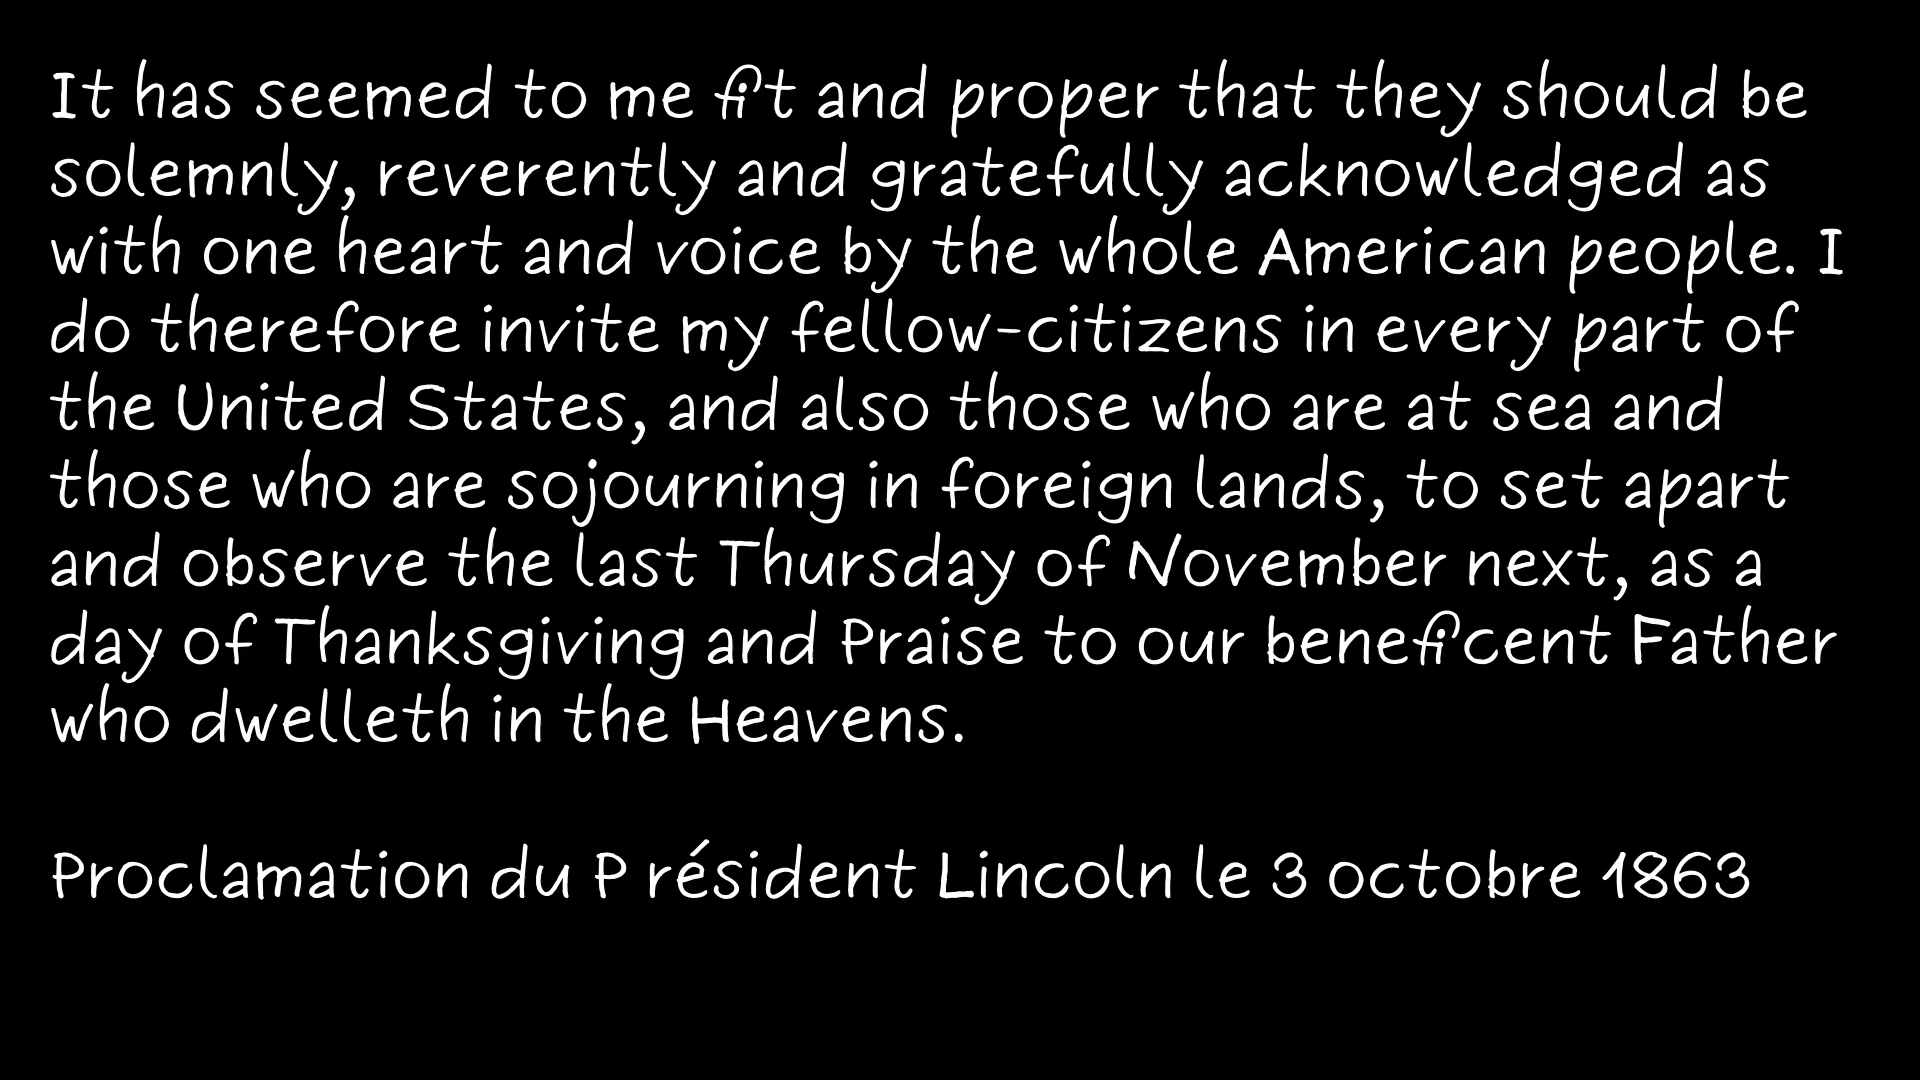 It has seemed to me fit and proper that they should be
solemnly, reverently and gratefully acknowledged as
with one heart and voice by the whole American people. I
do therefore invite my fellow-citizens in every part of
the United States, and also those who are at sea and
those who are sojourning in foreign lands, to set apart
and observe the last Thursday of November next, as a
day of Thanksgiving and Praise to our beneficent Father
who dwelleth in the Heavens.
Proclamation du P résident Lincoln le 3 octobre 1863